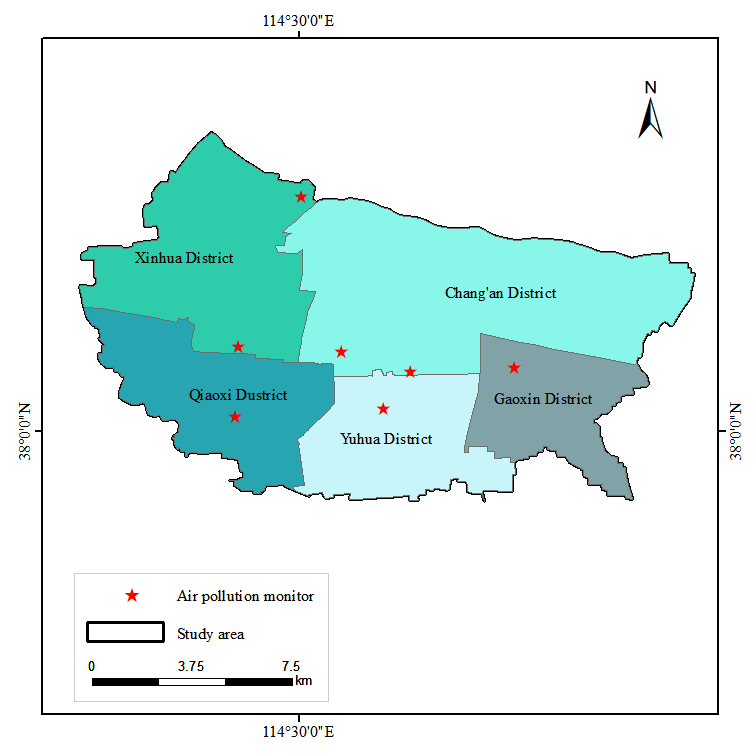 114°30'0"E
N
Xinhua District
Chang'an District
Qiaoxi Dustrict
Gaoxin District
Yuhua District
38°0'0"N
38°0'0"N
Air pollution monitor
Study area
0 3.75 7.5
km
114°30'0"E